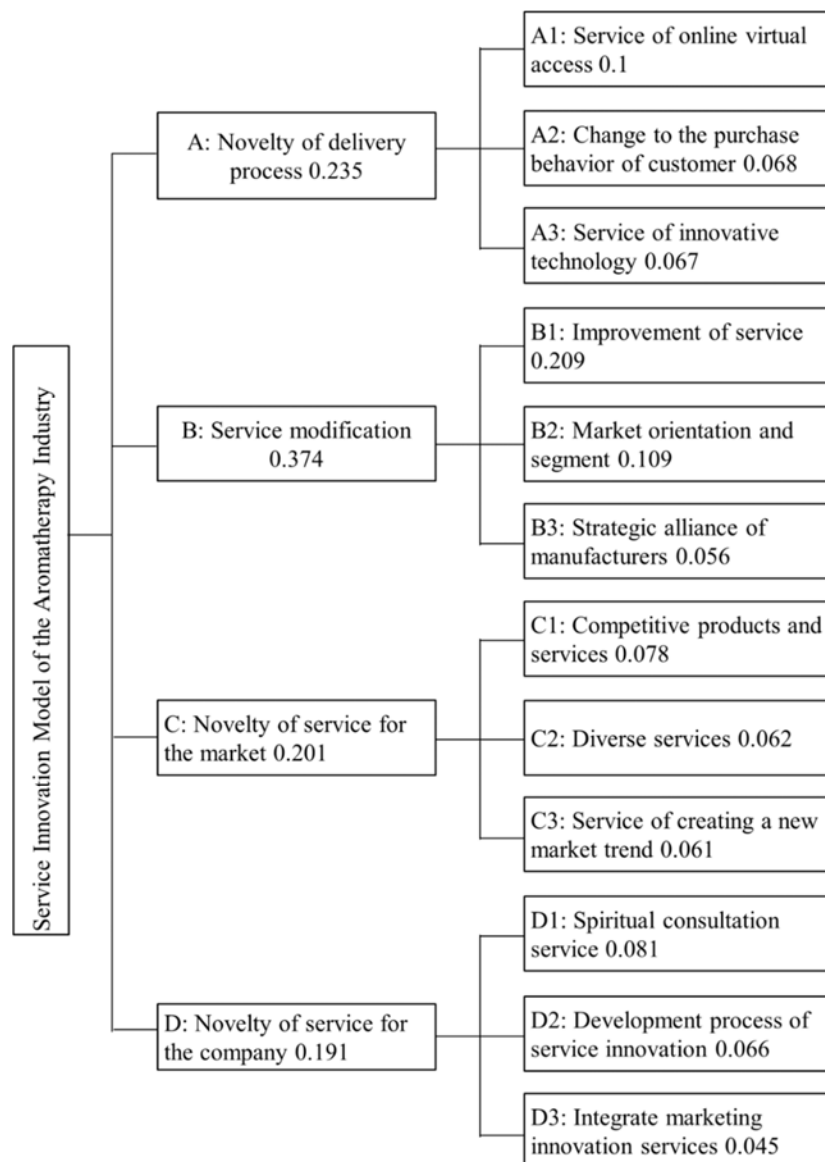 Service Innovation Model of the Aromatherapy Industry
A: Novelty of delivery
process 0.235
A1: Service of online virtual
access 0.1
A2: Change to the purchase
behavior of customer 0.068
A3: Service of innovative
technology 0.067
B: Service modification
0.374
B1: Improvement of service
0.209
B2: Market orientation and
segment 0.109
B3: Strategic alliance of
manufacturers 0.056
C: Novelty of service for
the market 0.201
C1: Competitive products and
services 0.078
C2: Diverse services 0.062
C3: Service of creating a new
market trend 0.061
D: Novelty of service for
the company 0.191
D1: Spiritual consultation
service 0.081
D2: Development process of
service innovation 0.066
D3: Integrate marketing
innovation services 0.045